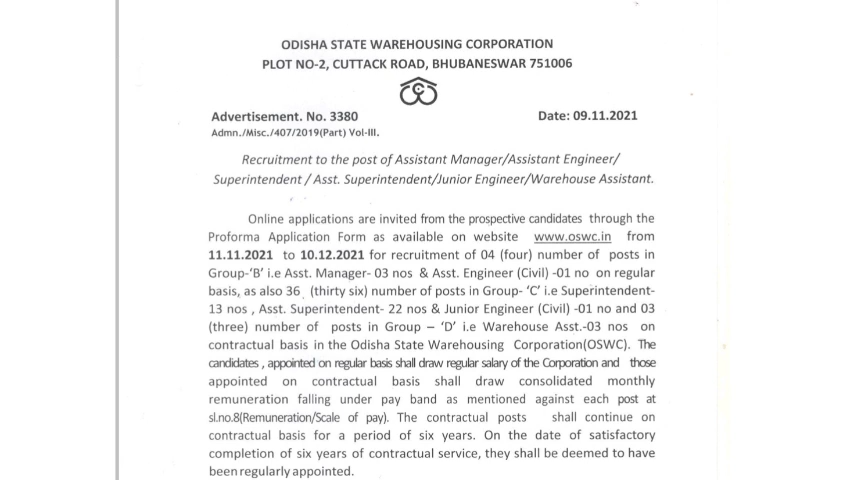 ODISHA STATE WAREHOUSING CORPORATION
PLOT NO-2, CUTTACK ROAD, BHUBANESWAR 751006
Advertisement. No. 3380 Date: 09.11.2021
Admn./Misc./407/2019(Part) Vol-III.
Recruitment to the post of Assistant Manager/Assistant Engineer/
Superintendent / Asst. Superintendent/Junior Engineer/Warehouse Assistant.
Online applications are invited from the prospective candidates through the
Proforma Application Form as available on website www.oswc.in from
11.11.2021 to 10.12.2021 for recruitment of 04 (four) number of posts in
Group-‘B’ i.e Asst. Manager- 03 nos & Asst. Engineer (Civil) -01 no on regular
basis, as also 36 (thirty six) number of posts in Group- ‘C’ i.e Superintendent-
13 nos , Asst. Superintendent- 22 nos & Junior Engineer (Civil) -01 no and 03
(three) number of posts in Group – ‘D’ i.e Warehouse Asst.-03 nos on
contractual basis in the Odisha State Warehousing Corporation(OSWC). The
candidates , appointed on regular basis shall draw regular salary of the Corporation and those
appointed on contractual basis shall draw consolidated monthly
remuneration falling under pay band as mentioned against each post at
sl.no.8(Remuneration/Scale of pay). The contractual posts shall continue on
contractual basis for a period of six years. On the date of satisfactory
completion of six years of contractual service, they shall be deemed to have
been regularly appointed.